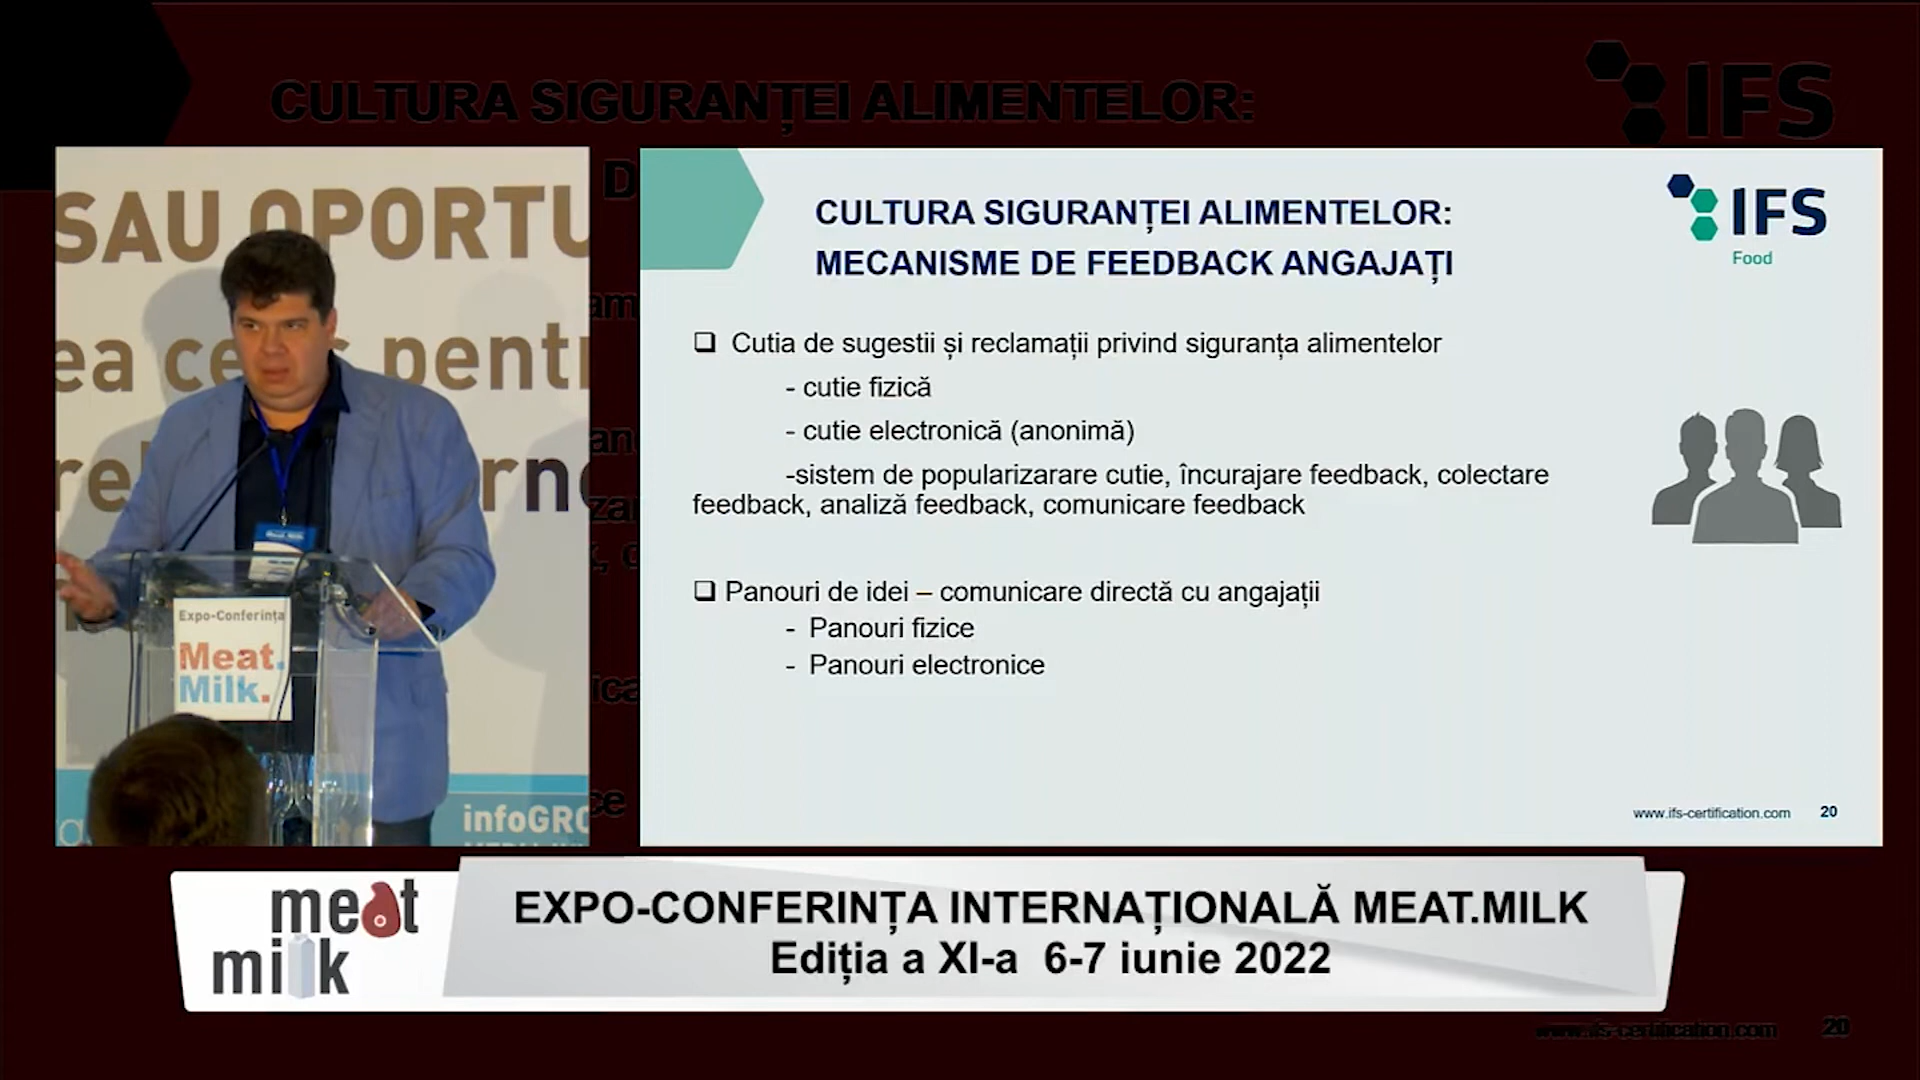 CULTURA SIGURANȚEI ALIMENTELOR:
IFS
SAU OPORTU
pentr
Expo-Conferința
Meat.
Milk.
infoGRO
CULTURA SIGURANȚEI ALIMENTELOR:
MECANISME DE FEEDBACK ANGAJAȚI
IFS
Food
❑ Cutia de sugestii și reclamații privind siguranța alimentelor
- cutie fizică
- cutie electronică (anonimă)
-sistem de popularizarare cutie, încurajare feedback, colectare
feedback, analiză feedback, comunicare feedback
❑ Panouri de idei – comunicare directă cu angajații
- Panouri fizice
- Panouri electronice
www.ifs-certification.com 20
meat
milk
EXPO-CONFERINȚA INTERNAȚIONALĂ MEAT.MILK
Ediția a XI-a 6-7 iunie 2022
www.ifs-certification.com 20